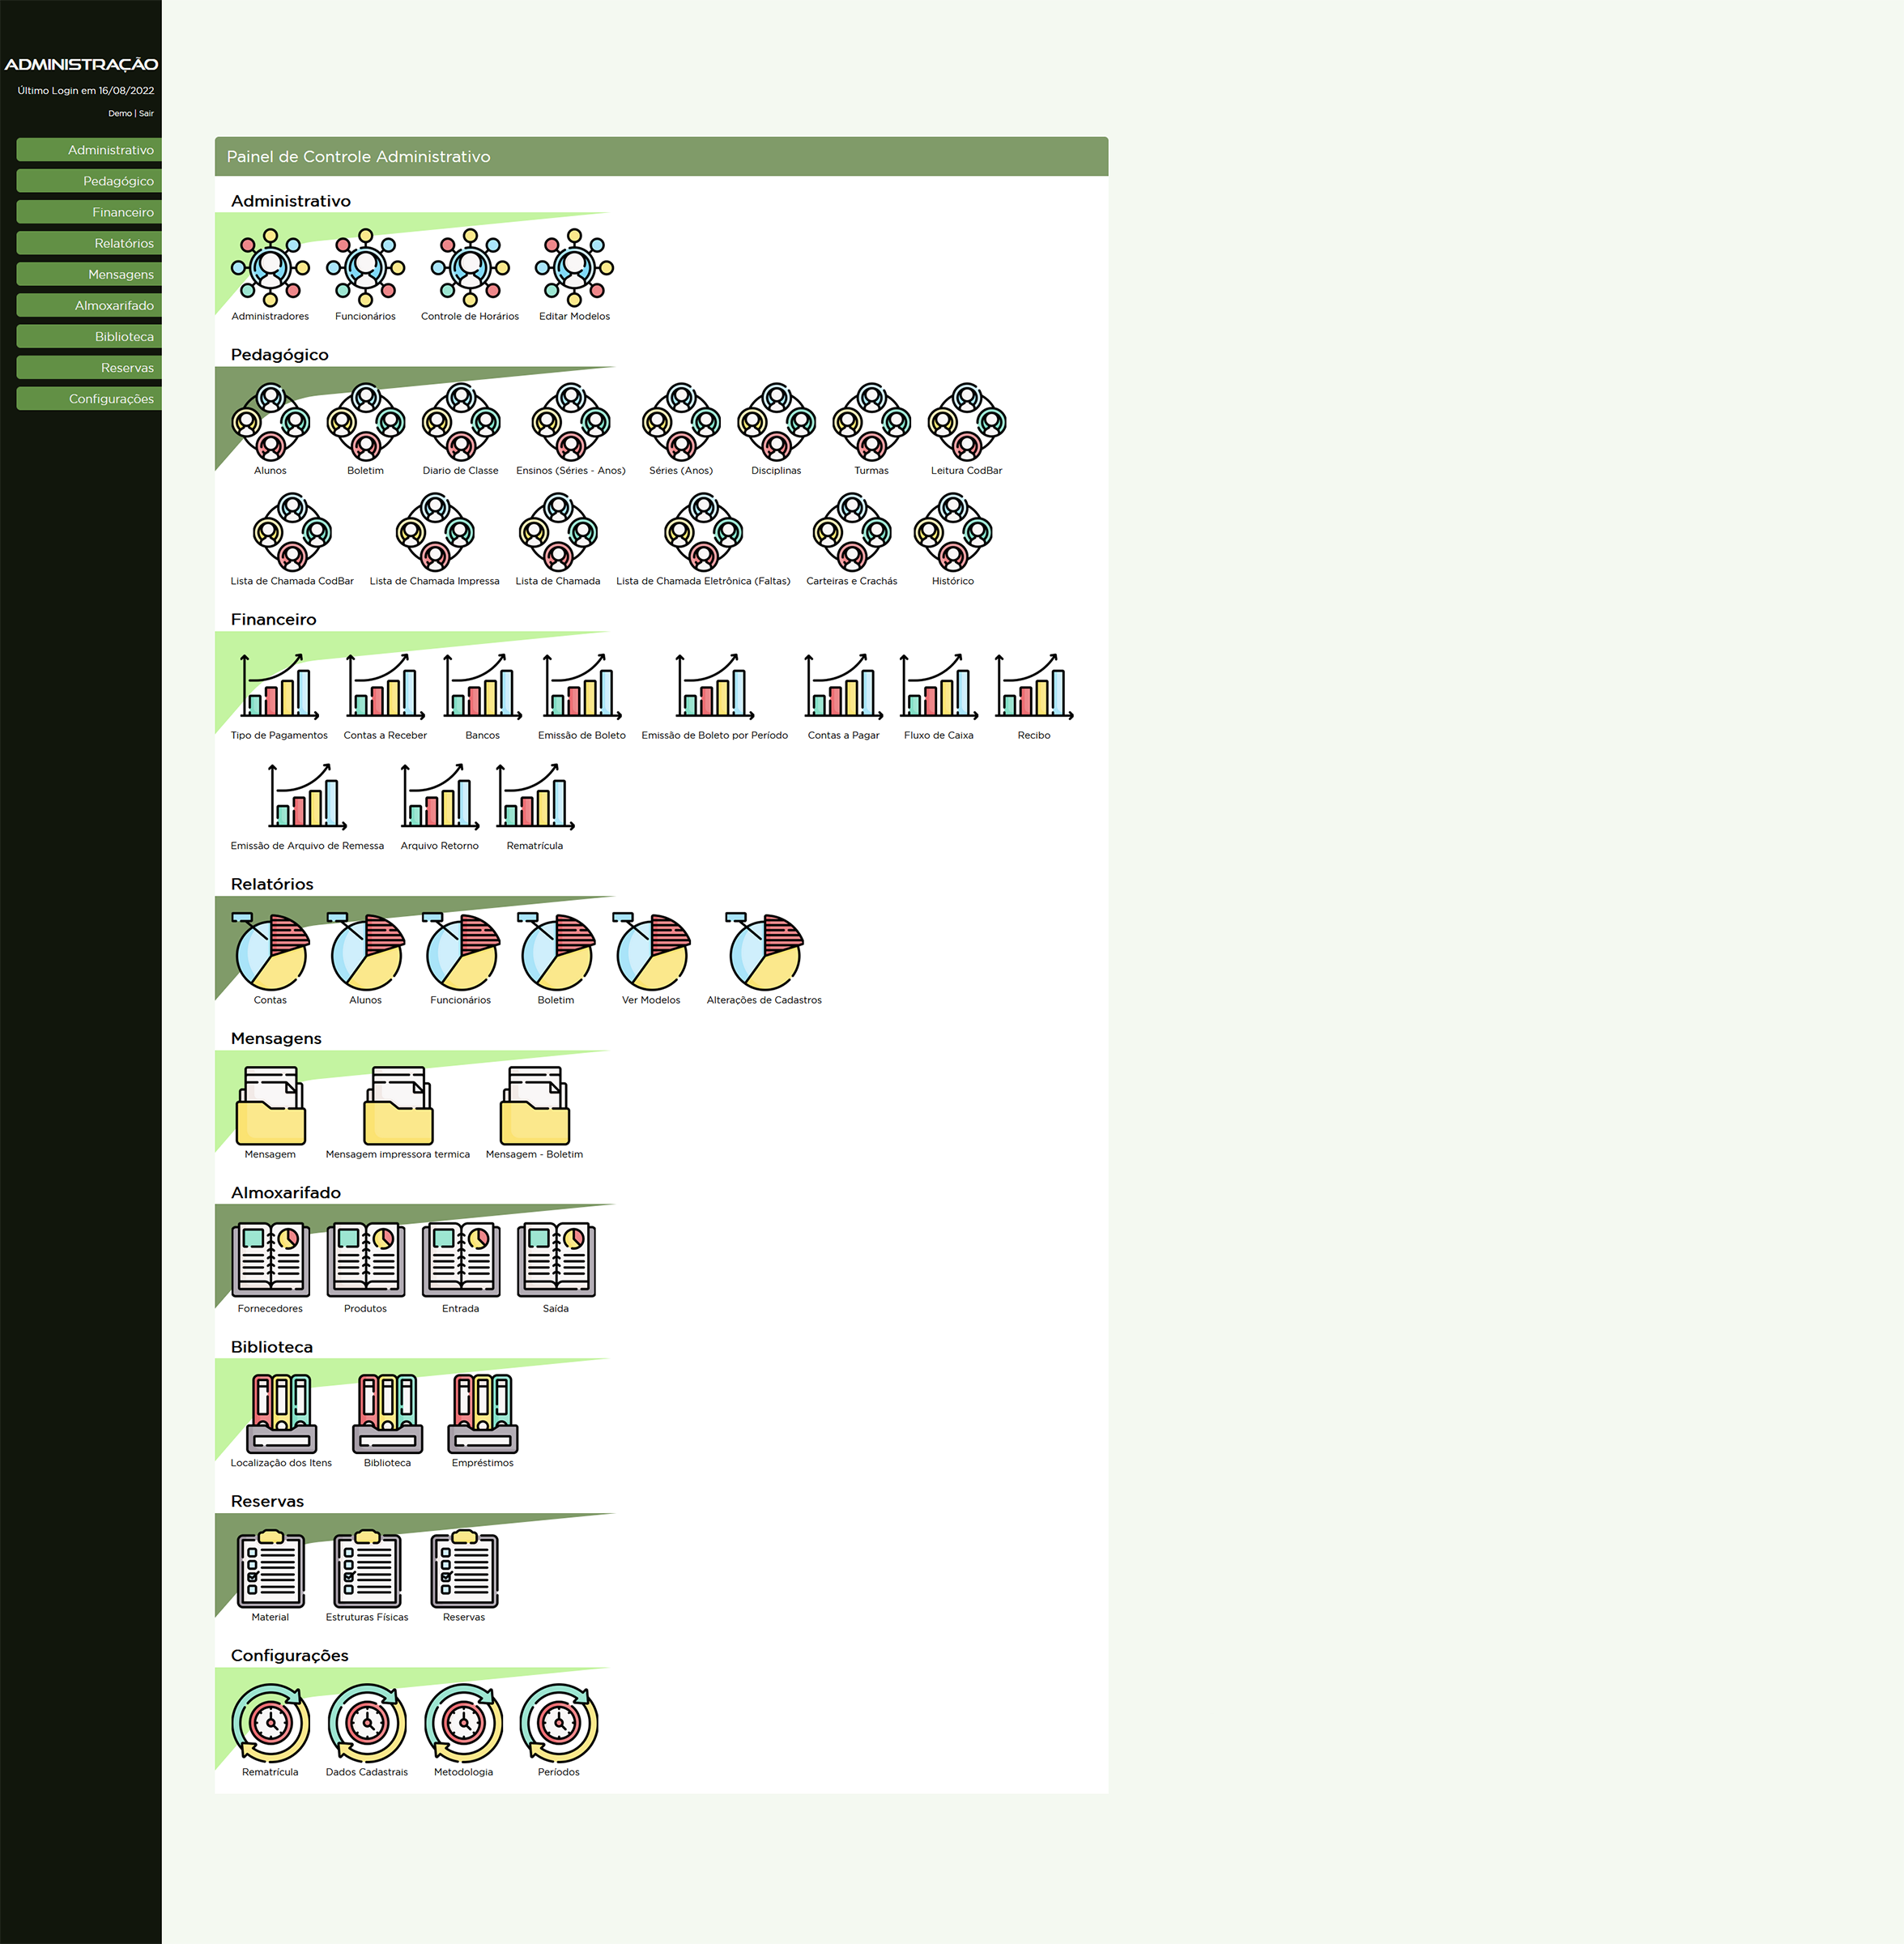 ADMINISTRAÇÃO
Último Login em 16/08/2022
Demo | Sair
Administrativo
Pedagógico
Financeiro
Relatórios
Mensagens
Almoxarifado
Biblioteca
Reservas
Configurações
Painel de Controle Administrativo
Administrativo
Administradores Funcionários Controle de Horários Editar Modelos
Pedagógico
Alunos Boletim Diario de Classe Ensinos (Séries - Anos) Séries (Anos) Disciplinas Turmas Leitura CodBar
Lista de Chamada CodBar Lista de Chamada Impressa Lista de Chamada Lista de Chamada Eletrônica (Faltas) Carteiras e Crachás Histórico
Financeiro
Tipo de Pagamentos Contas a Receber Bancos Emissão de Boleto Emissão de Boleto por Período Contas a Pagar Fluxo de Caixa Recibo
Emissão de Arquivo de Remessa Arquivo Retorno Rematrícula
Relatórios
Contas Alunos Funcionários Boletim Ver Modelos Alterações de Cadastros
Mensagens
Mensagem Mensagem impressora termica Mensagem - Boletim
Almoxarifado
Fornecedores Produtos Entrada Saída
Biblioteca
Localização dos Itens Biblioteca Empréstimos
Reservas
Material Estruturas Físicas Reservas
Configurações
Rematrícula Dados Cadastrais Metodologia Períodos